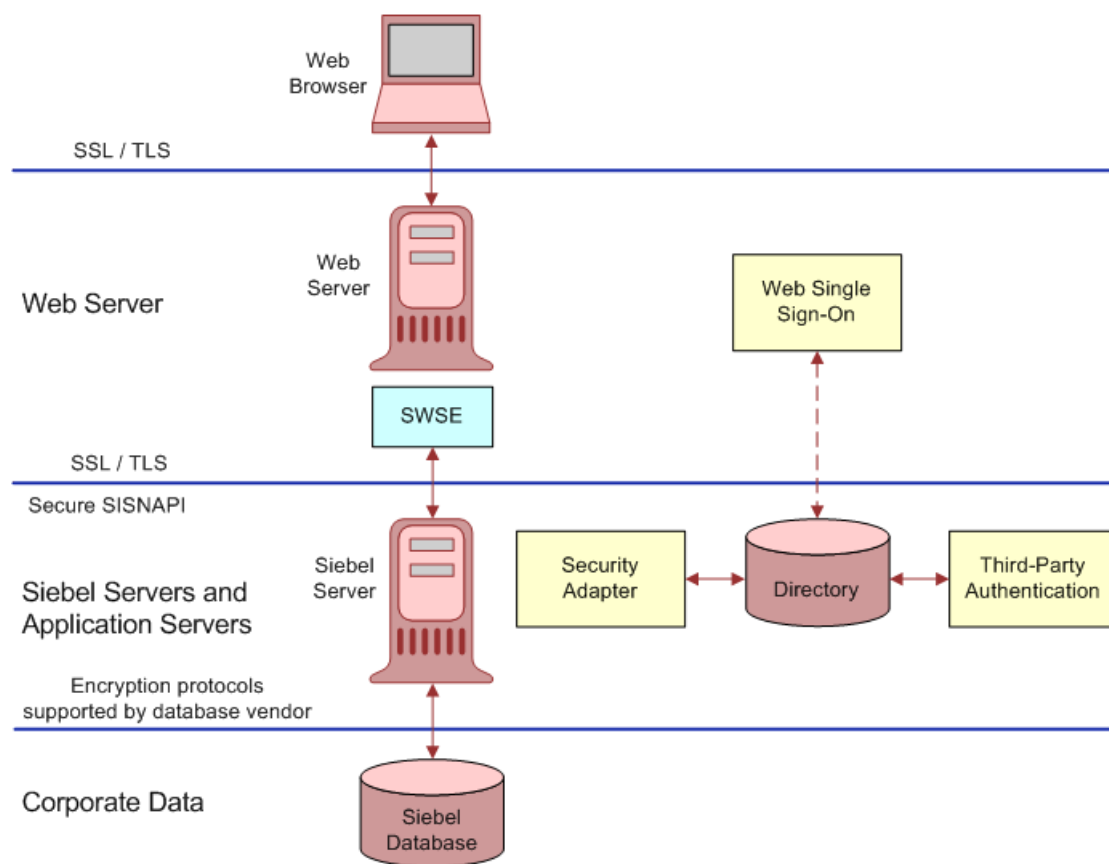 Web
Browser
SSL / TLS
Web
Server
Web Server
Web Single
Sign-On
SWSE
SSL / TLS
Secure SISNAPI
Siebel
Server
Security
Adapter
Directory
Third-Party
Authentication
Siebel Servers and
Application Servers
Encryption protocols
supported by database vendor
Corporate Data
Siebel
Database